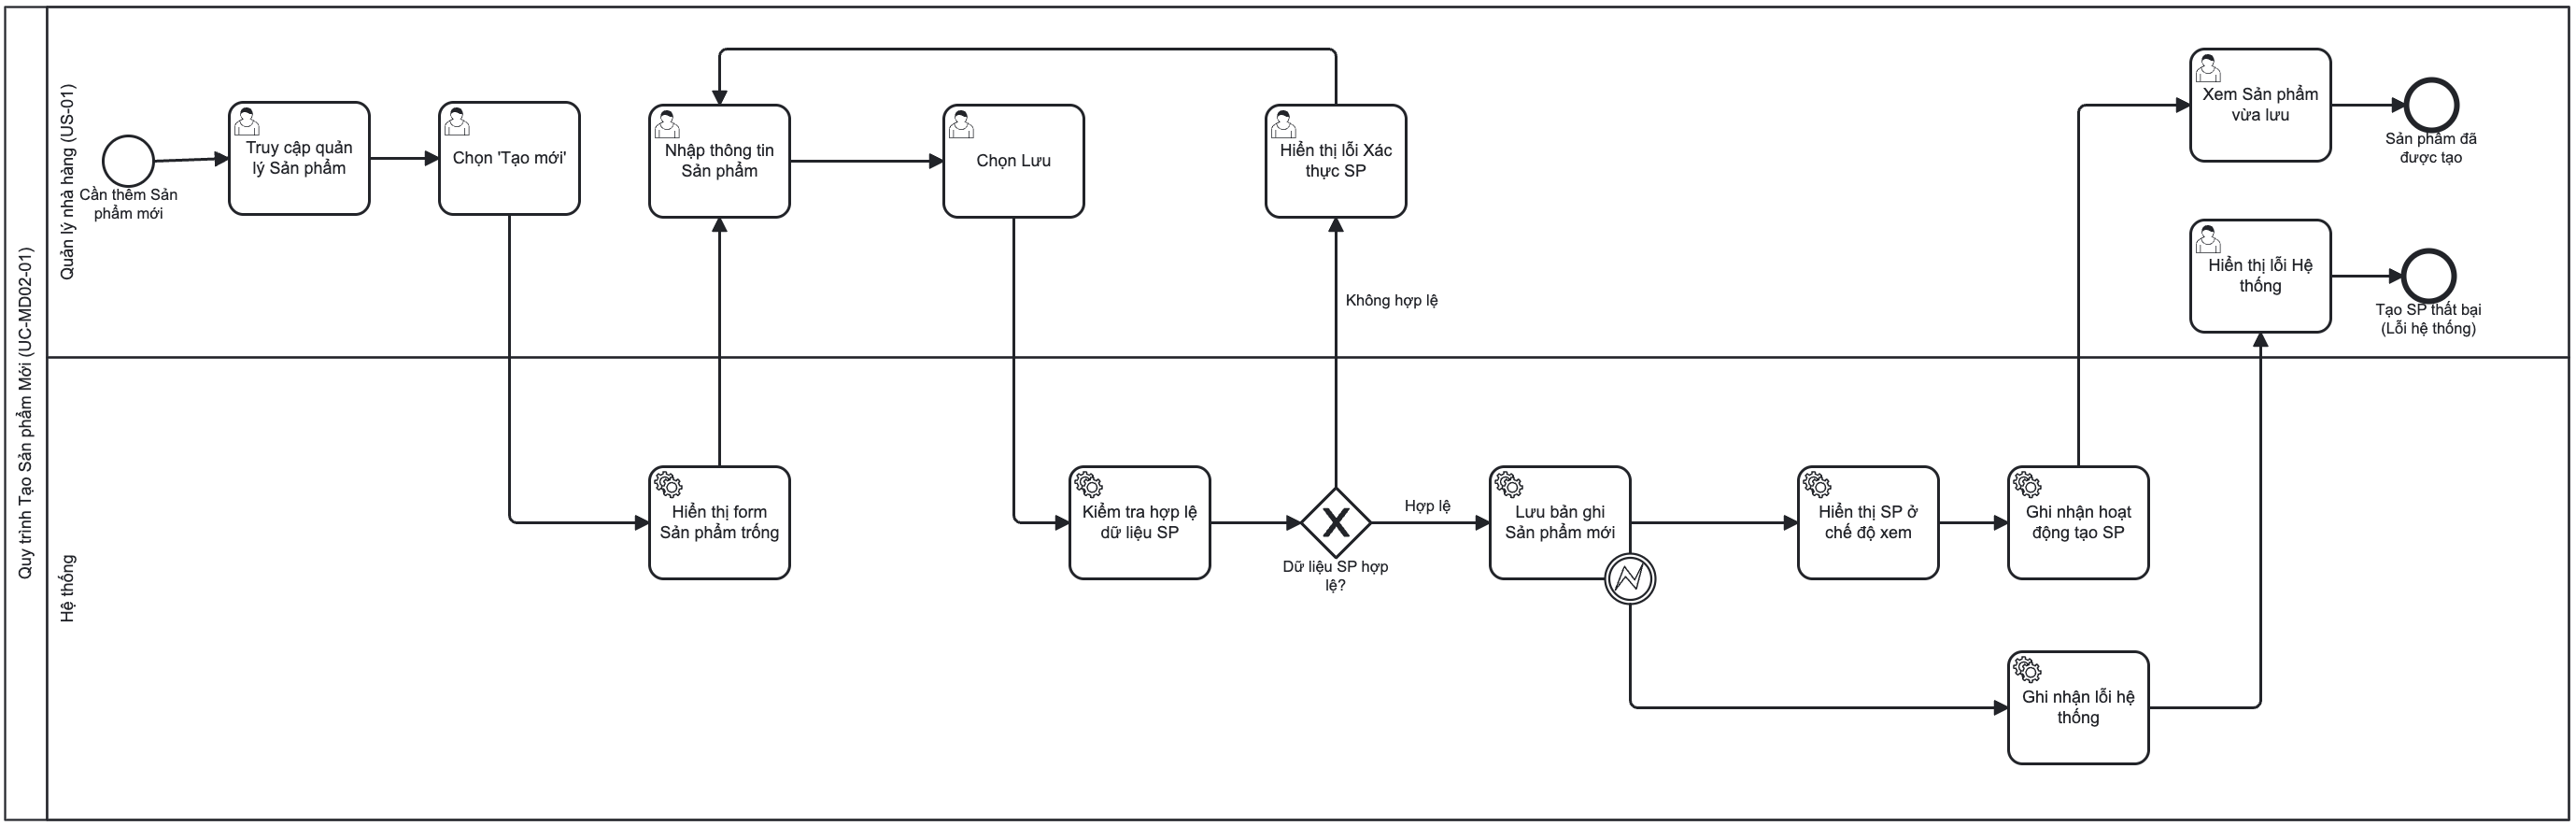 Quy trình Tạo Sản phẩm Mới (UC-MD02-01)
Quản lý nhà hàng (US-01)
Cần thêm Sản
phẩm mới
Truy cập quản
lý Sản phẩm
Chọn 'Tạo mới'
Nhập thông tin
Sản phẩm
Chọn Lưu
Hiển thị lỗi Xác
thực SP
Không hợp lệ
Xem Sản phẩm
vừa lưu
Sản phẩm đã
được tạo
Hiển thị lỗi Hệ
thống
Tạo SP thất bại
(Lỗi hệ thống)
Hệ thống
Hiển thị form
Sản phẩm trống
Kiểm tra hợp lệ
dữ liệu SP
Dữ liệu SP hợp
lệ?
Hợp lệ
Lưu bản ghi
Sản phẩm mới
Hiển thị SP ở
chế độ xem
Ghi nhận hoạt
động tạo SP
Ghi nhận lỗi hệ
thống